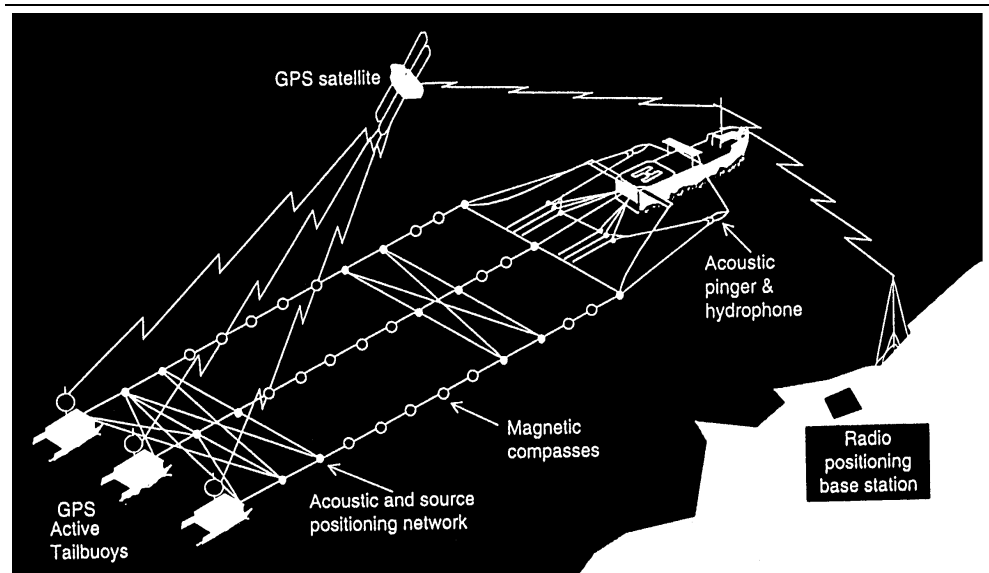 GPS satellite
H
Acoustic
pinger &
hydrophone
Magnetic
compasses
Radio
positioning
base station
Acoustic and source
positioning network
GPS
Active
Tailbuoys